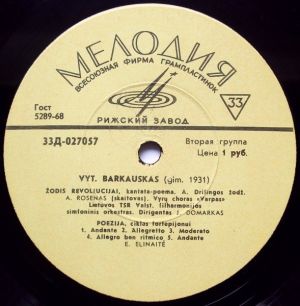 МЕЛОДИЯ
ВСЕСОЮЗНАЯ ФИРМА ГРАМПЛАСТИНОК
Гост
5289-68
33
РИЖСКИЙ ЗАВОД
33Д-027057
Вторая группа
Цена 1 руб.
VYT. BARKAUSKAS (gim. 1931)
ŽODIS REVOLIUCIJAI, kantata-poema. A. Drilingos žodž.
A. ROSENAS (skaitovas). Vyrų choras «Varpas»
Lietuvos TSR Valst. filharmonijos
simfoninis orkestras. Dirigentas J. DOMARKAS
POEZIJA, ciklas fortepijonui
1. Andante 2. Allegretto 3. Moderato
4. Allegro ben ritmico 5. Andante
E. ELINAITĖ